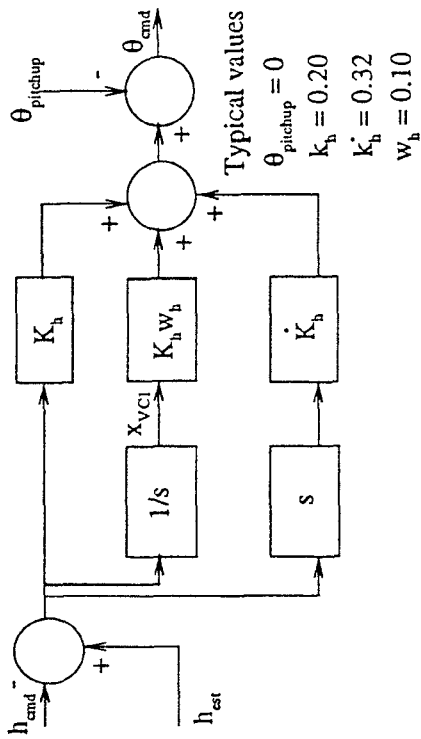 h_cmd
-
+
h_est
K_h
1/s
x_VC1
K_h w_h
s
K̇_h
+
+
+
θ_pitchup
-
+
θ_cmd
Typical values
θ_pitchup = 0
k_h = 0.20
k̇_h = 0.32
w_h = 0.10